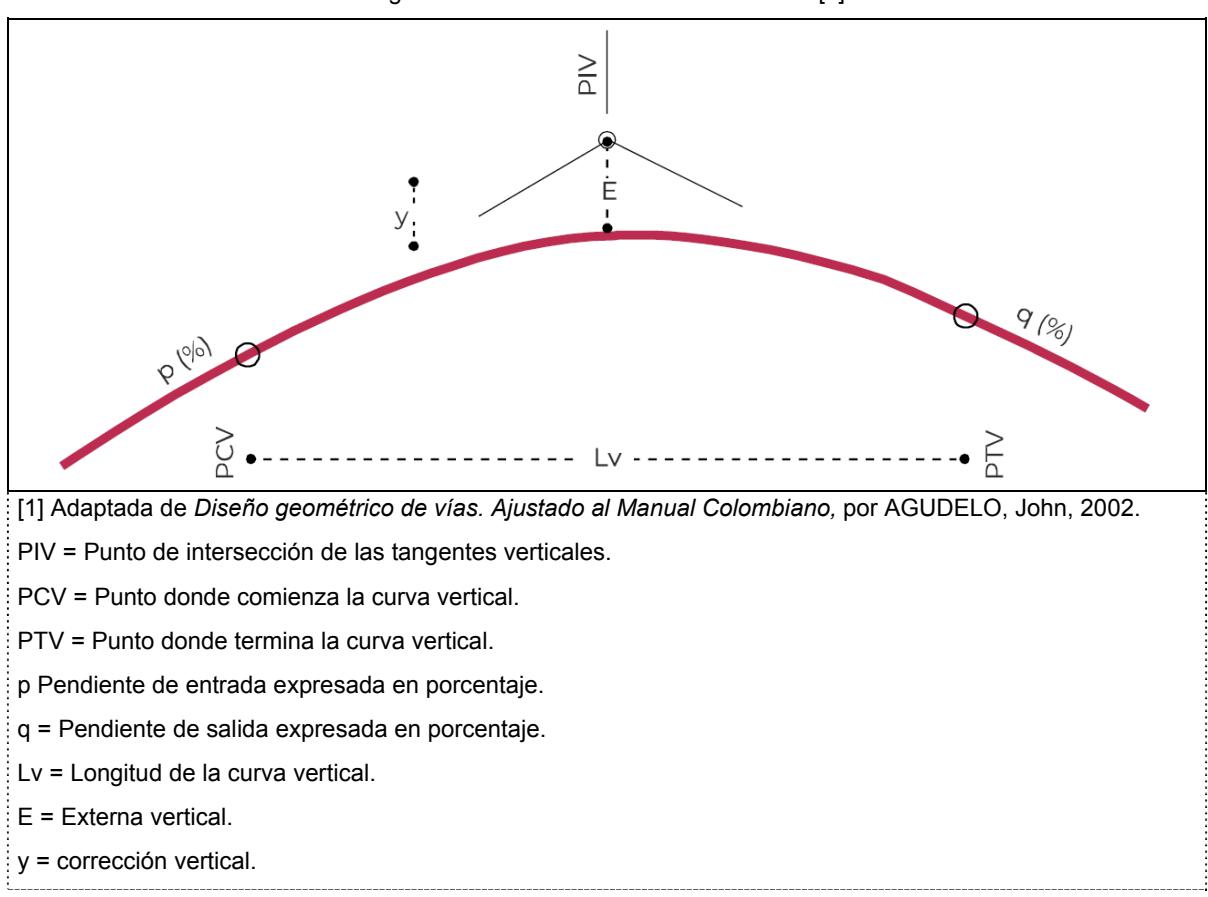 PIV
E
y
p (%)
q (%)
PCV
Lv
PTV
[1] Adaptada de Diseño geométrico de vías. Ajustado al Manual Colombiano, por AGUDELO, John, 2002.
PIV = Punto de intersección de las tangentes verticales.
PCV = Punto donde comienza la curva vertical.
PTV = Punto donde termina la curva vertical.
p Pendiente de entrada expresada en porcentaje.
q = Pendiente de salida expresada en porcentaje.
Lv = Longitud de la curva vertical.
E = Externa vertical.
y = corrección vertical.